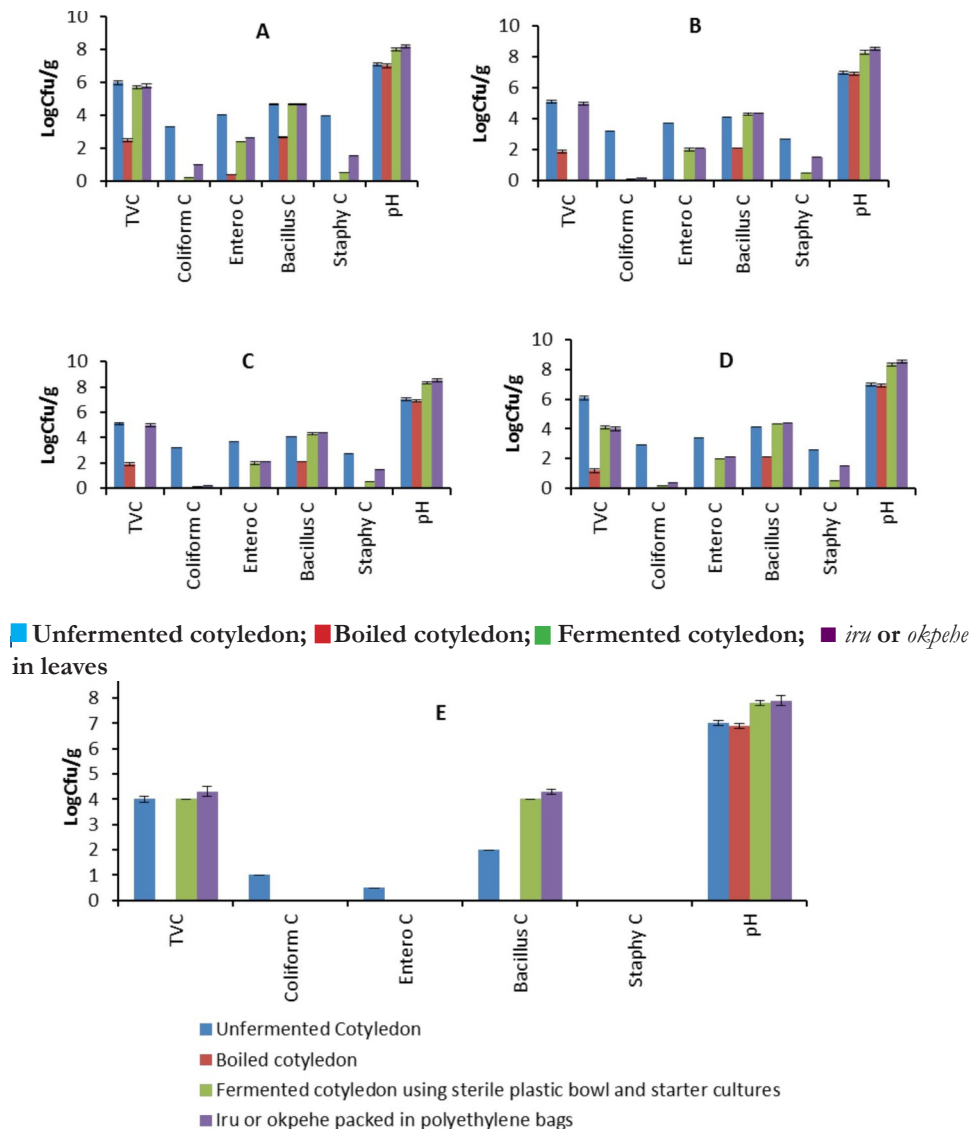 A
LogCfu/g
10
8
6
4
2
0
TVC
Coliform C
Entero C
Bacillus C
Staphy C
pH
B
LogCfu/g
10
8
6
4
2
0
TVC
Coliform C
Entero C
Bacillus C
Staphy C
pH
C
LogCfu/g
10
8
6
4
2
0
TVC
Coliform C
Entero C
Bacillus C
Staphy C
pH
D
LogCfu/g
10
8
6
4
2
0
TVC
Coliform C
Entero C
Bacillus C
Staphy C
pH
Unfermented cotyledon; Boiled cotyledon; Fermented cotyledon; iru or okpehe
in leaves
E
LogCfu/g
8
7
6
5
4
3
2
1
0
TVC
Coliform C
Entero C
Bacillus C
Staphy C
pH
Unfermented Cotyledon
Boiled cotyledon
Fermented cotyledon using sterile plastic bowl and starter cultures
Iru or okpehe packed in polyethylene bags